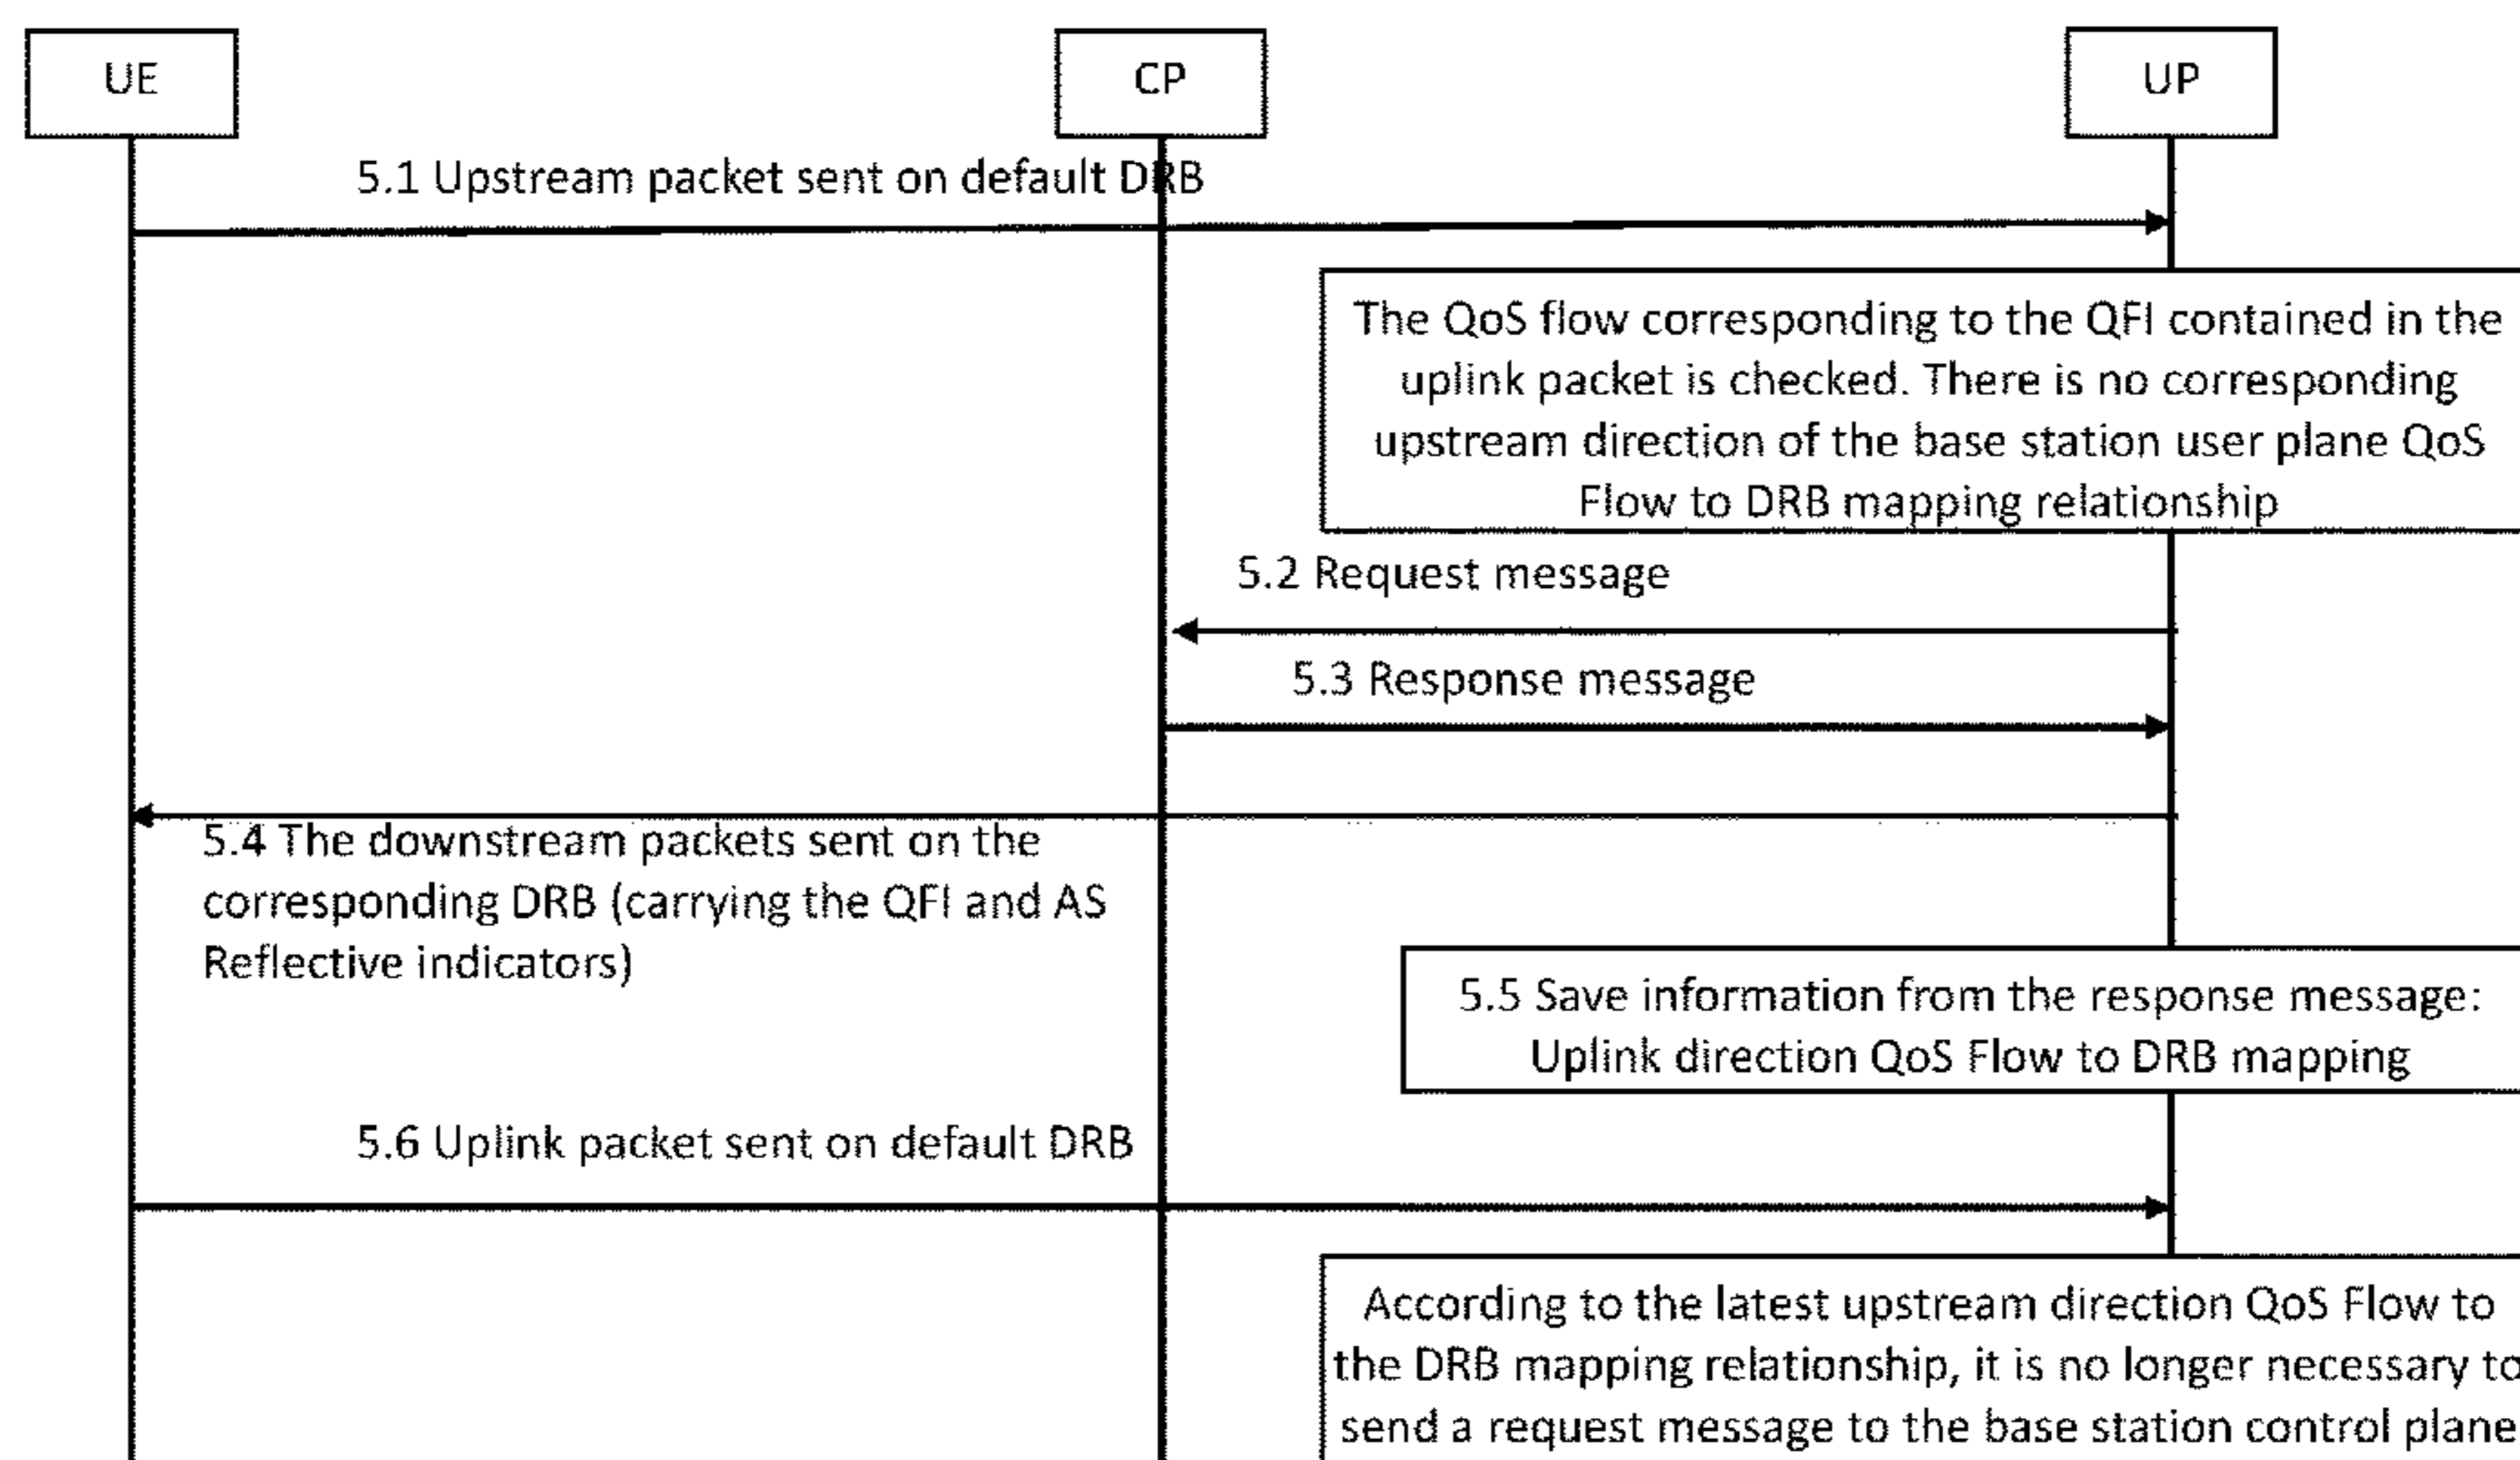 UE
CP
UP
5.1 Upstream packet sent on default DRB
The QoS flow corresponding to the QFI contained in the
uplink packet is checked. There is no corresponding
upstream direction of the base station user plane QoS
Flow to DRB mapping relationship
5.2 Request message
5.3 Response message
5.4 The downstream packets sent on the
corresponding DRB (carrying the QFI and AS
Reflective indicators)
5.5 Save information from the response message:
Uplink direction QoS Flow to DRB mapping
5.6 Uplink packet sent on default DRB
According to the latest upstream direction QoS Flow to
the DRB mapping relationship, it is no longer necessary to
send a request message to the base station control plane